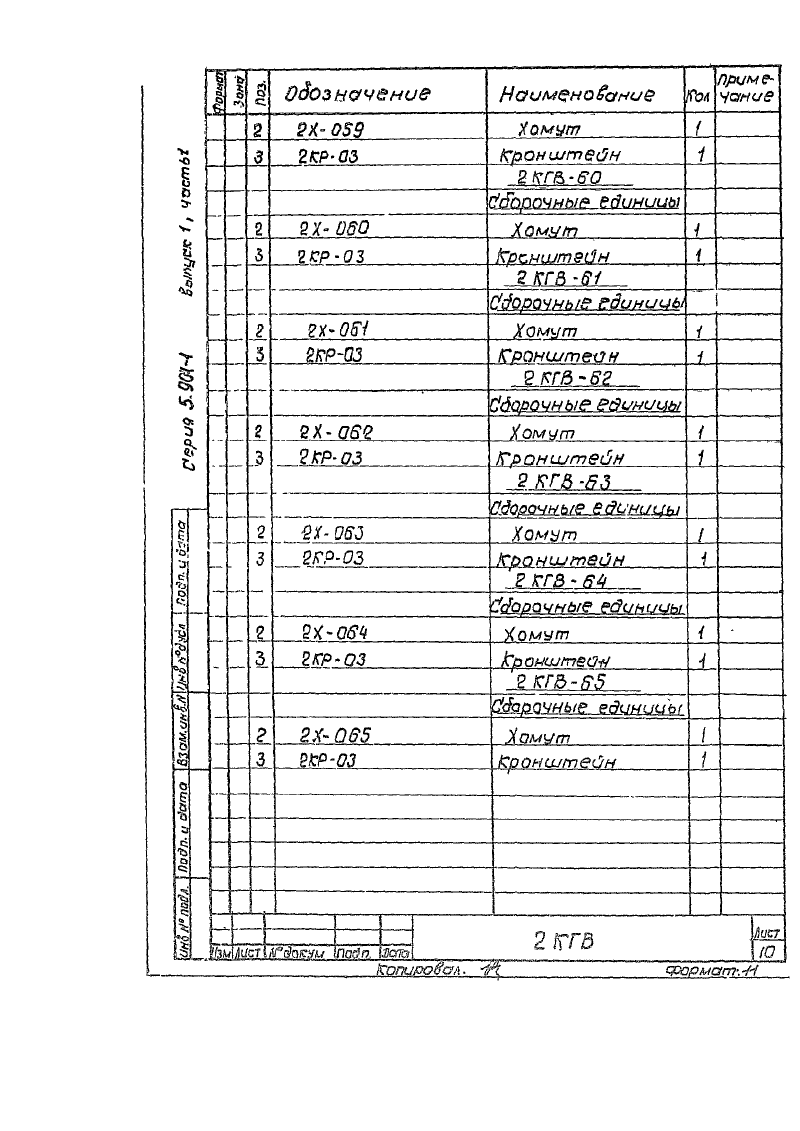 Формат Зона Поз. Обозначение Наименование Кол Приме-чание
2 2Х-059 Хомут 1
3 2КР-03 Кронштейн 1
2 КГВ-60
Сборочные единицы
2 2Х-060 Хомут 1
3 2КР-03 Кронштейн 1
2 КГВ-61
Сборочные единицы
2 2Х-061 Хомут 1
3 2КР-03 Кронштейн 1
2 КГВ-62
Сборочные единицы
2 2Х-062 Хомут 1
3 2КР-03 Кронштейн 1
2 КГВ-63
Сборочные единицы
2 2Х-063 Хомут 1
3 2КР-03 Кронштейн 1
2 КГВ-64
Сборочные единицы
2 2Х-064 Хомут 1
3 2КР-03 Кронштейн 1
2 КГВ-65
Сборочные единицы
2 2Х-065 Хомут 1
3 2КР-03 Кронштейн 1
Серия 5.904-1 Выпуск 1, часть 1
Инв № подл. Подп. и дата Взам.инв.N Инв №дубл Подп. и дата
Изм Лист №докум Подп. Дата
2 КГВ
Лист
10
Копировал.
Формат.11